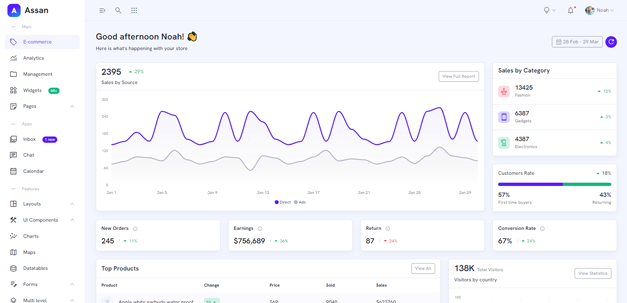 Assan
Main
E-commerce
Analytics
Management
Widgets
Pages
Apps
Inbox
Chat
Calendar
Features
Layouts
UI Components
Charts
Maps
Datatables
Forms
Multi level
Noah
Good afternoon Noah!
Here is what's happening with your store
28 Feb - 29 Mar
2395 29%
Sales by Source
View Full Report
300
240
180
120
60
0
Jan 1 Jan 5 Jan 9 Jan 13 Jan 17 Jan 21 Jan 25 Jan 29
Direct Ads
Sales by Category
13425 12%
Fashion
6387 3%
Gadgets
4387 4%
Electronics
Customers Rate 18%
57% 43%
First time buyers Returning
New Orders
245 11%
Earnings
$756,689 36%
Return
87 24%
Conversion Rate
67% 24%
Top Products View All
Product Change Price Sold Sales
Apple white earbuds water proof
138K Total Visitors
Visitors by country
View Statistics
100